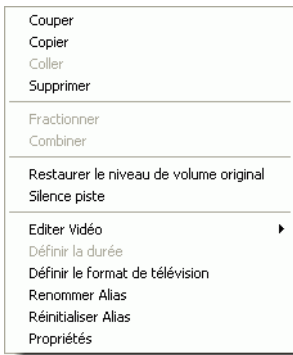 Couper
Copier
Coller
Supprimer
Fractionner
Combiner
Restaurer le niveau de volume original
Silence piste
Editer Vidéo
Définir la durée
Définir le format de télévision
Renommer Alias
Réinitialiser Alias
Propriétés